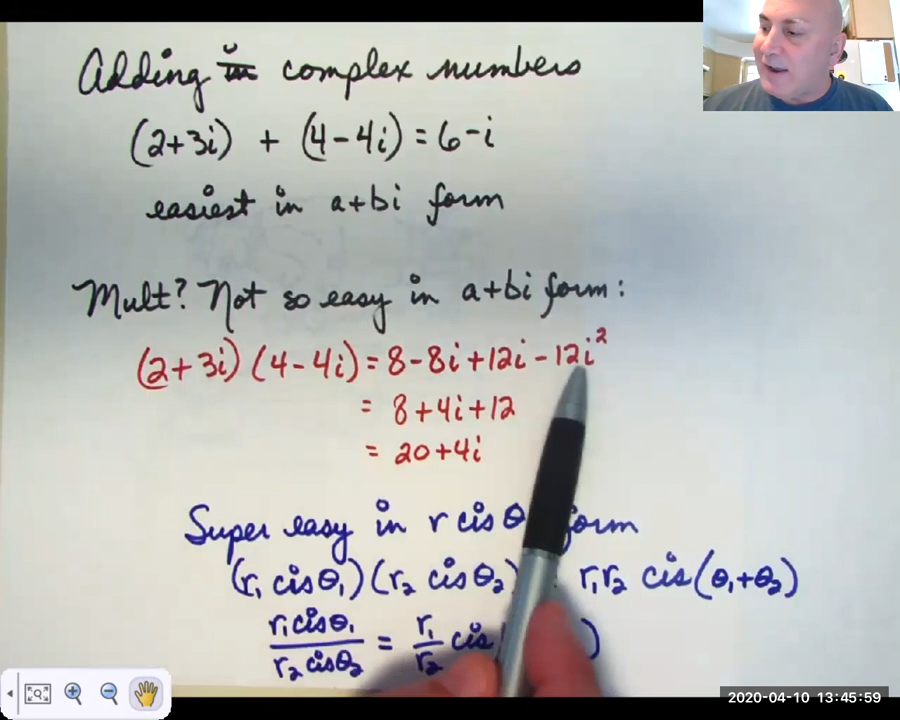 Adding in complex numbers
(2+3i) + (4-4i) = 6-i
easiest in a+bi form
Mult? Not so easy in a+bi form:
(2+3i)(4-4i) = 8-8i+12i-12i²
= 8+4i+12
= 20+4i
Super easy in r cis θ form
(r₁ cis θ₁)(r₂ cis θ₂) r₁r₂ cis(θ₁+θ₂)
r₁cisθ₁ / r₂cisθ₂ = r₁/r₂ cis( )
2020-04-10 13:45:59